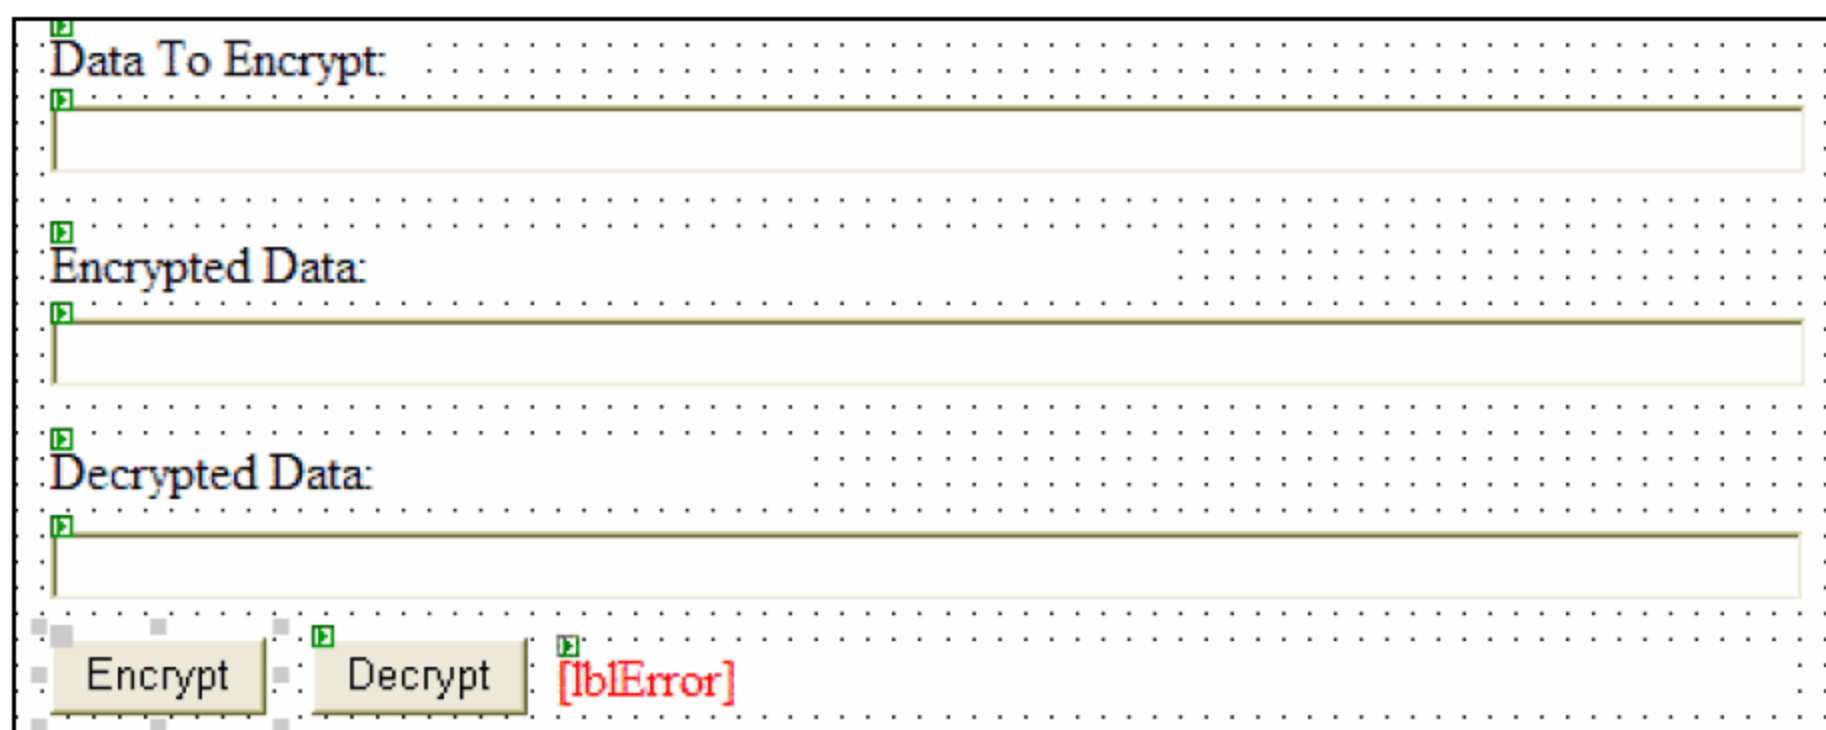 Data To Encrypt:
Encrypted Data:
Decrypted Data:
Encrypt Decrypt [lblError]